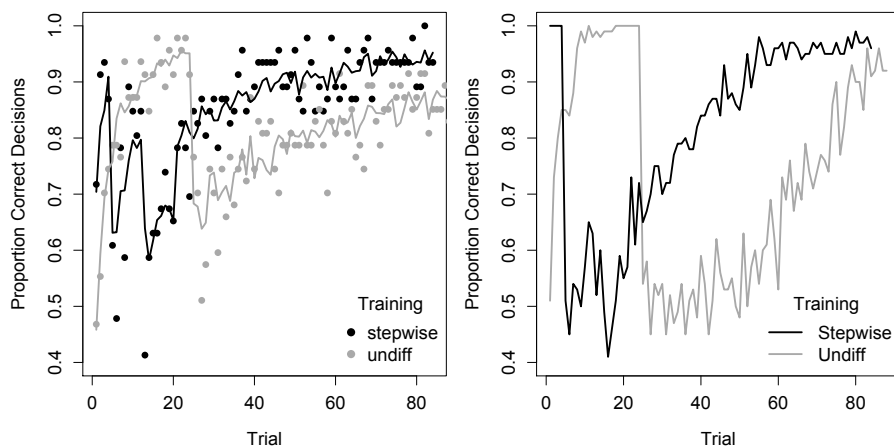 Proportion Correct Decisions
1.0
0.9
0.8
0.7
0.6
0.5
0.4
0 20 40 60 80
Trial
Training
stepwise
undiff
Proportion Correct Decisions
1.0
0.9
0.8
0.7
0.6
0.5
0.4
0 20 40 60 80
Trial
Training
Stepwise
Undiff